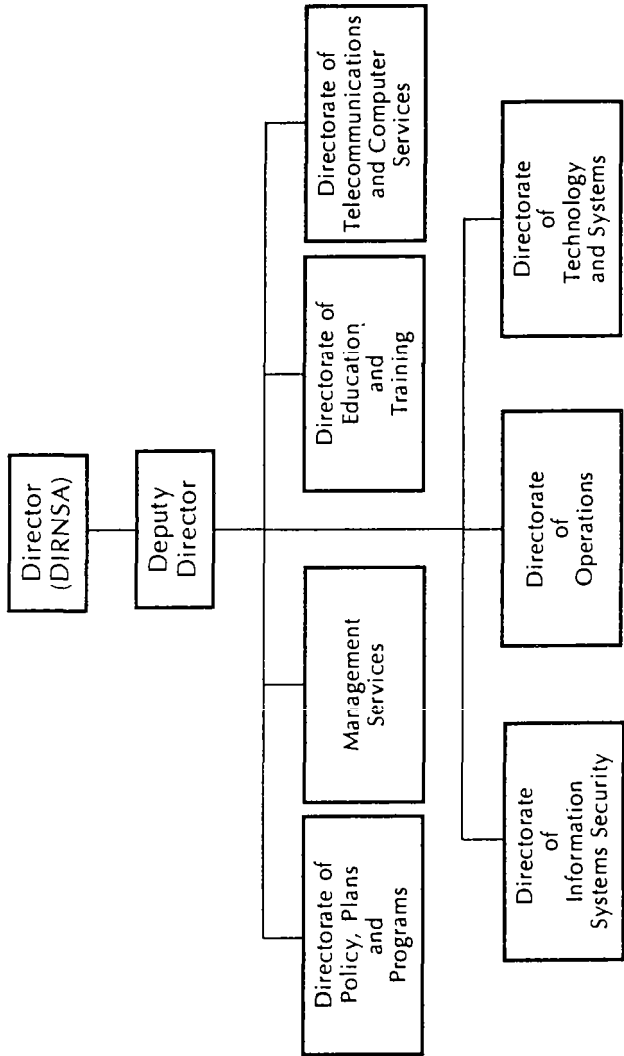 Director
(DIRNSA)
Deputy
Director
Directorate of
Policy, Plans
and
Programs
Management
Services
Directorate of
Education
and
Training
Directorate of
Telecommunications
and Computer
Services
Directorate
of
Information
Systems Security
Directorate
of
Operations
Directorate
of
Technology
and Systems